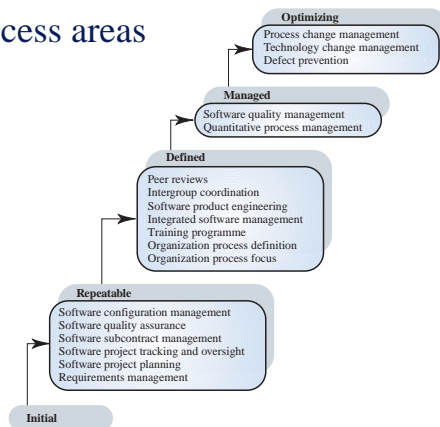 cess areas
Optimizing
Process change management
Technology change management
Defect prevention
Managed
Software quality management
Quantitative process management
Defined
Peer reviews
Intergroup coordination
Software product engineering
Integrated software management
Training programme
Organization process definition
Organization process focus
Repeatable
Software configuration management
Software quality assurance
Software subcontract management
Software project tracking and oversight
Software project planning
Requirements management
Initial